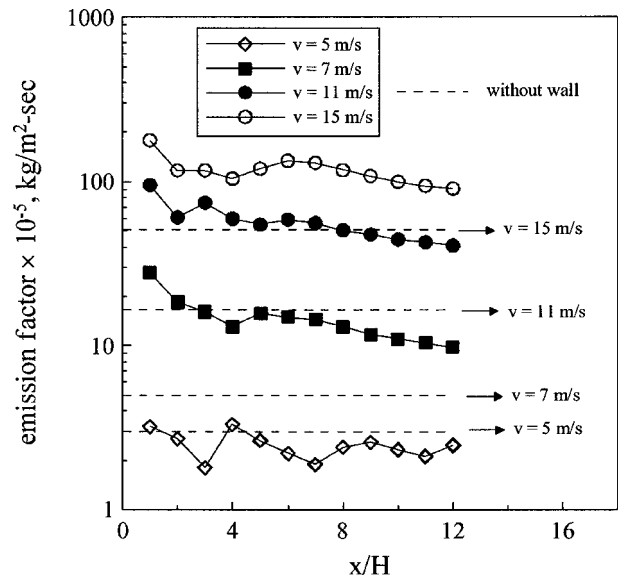 1000
v = 5 m/s
v = 7 m/s
v = 11 m/s
v = 15 m/s
without wall
100
v = 15 m/s
v = 11 m/s
10
v = 7 m/s
v = 5 m/s
1
0 4 8 12 16
x/H
emission factor × 10⁻⁵, kg/m²-sec